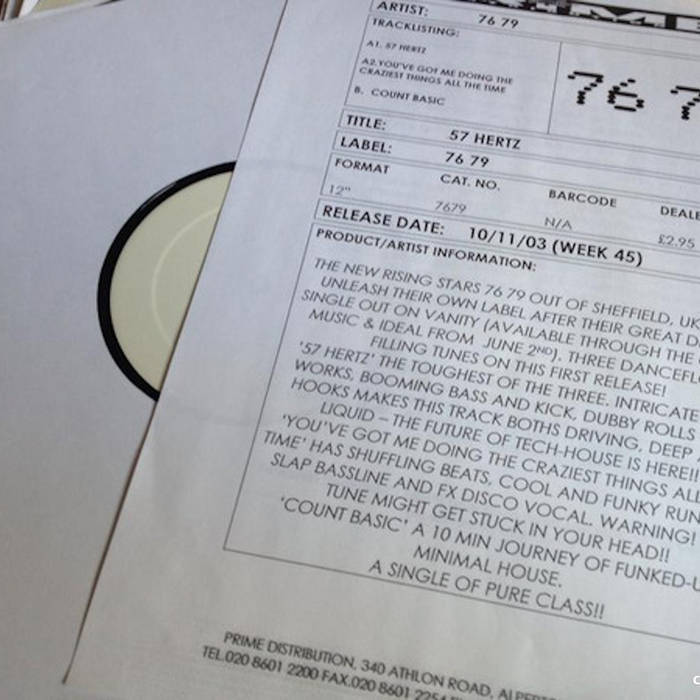 ARTIST: 76 79
TRACKLISTING:
A1. 57 HERTZ
A2.YOU'VE GOT ME DOING THE
CRAZIEST THINGS ALL THE TIME
B. COUNT BASIC
76 7
TITLE: 57 HERTZ
LABEL: 76 79
FORMAT CAT. NO. BARCODE DEALE
12" 7679 N/A £2.95
RELEASE DATE: 10/11/03 (WEEK 45)
PRODUCT/ARTIST INFORMATION:
THE NEW RISING STARS 76 79 OUT OF SHEFFIELD, UK
UNLEASH THEIR OWN LABEL AFTER THEIR GREAT D
SINGLE OUT ON VANITY (AVAILABLE THROUGH THE
MUSIC & IDEAL FROM JUNE 2ND). THREE DANCEFL
FILLING TUNES ON THIS FIRST RELEASE!
'57 HERTZ' THE TOUGHEST OF THE THREE. INTRICATE
WORKS, BOOMING BASS AND KICK, DUBBY ROLLS
HOOKS MAKES THIS TRACK BOTHS DRIVING, DEEP
LIQUID – THE FUTURE OF TECH-HOUSE IS HERE!!
'YOU'VE GOT ME DOING THE CRAZIEST THINGS ALL
TIME' HAS SHUFFLING BEATS, COOL AND FUNKY RUN
SLAP BASSLINE AND FX DISCO VOCAL. WARNING!
TUNE MIGHT GET STUCK IN YOUR HEAD!!
'COUNT BASIC' A 10 MIN JOURNEY OF FUNKED-U
MINIMAL HOUSE.
A SINGLE OF PURE CLASS!!
PRIME DISTRIBUTION, 340 ATHLON ROAD, ALPERT
TEL.020 8601 2200 FAX.020 8601 2254